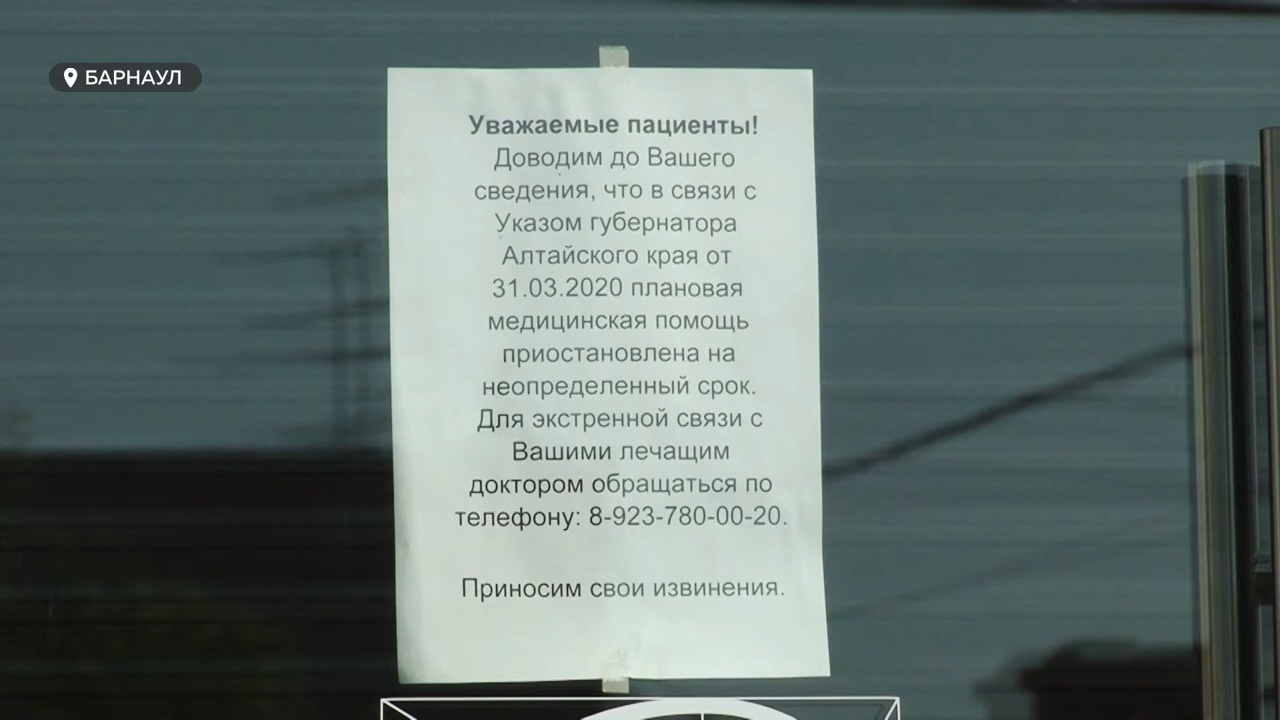 БАРНАУЛ
Уважаемые пациенты!
Доводим до Вашего
сведения, что в связи с
Указом губернатора
Алтайского края от
31.03.2020 плановая
медицинская помощь
приостановлена на
неопределенный срок.
Для экстренной связи с
Вашими лечащим
доктором обращаться по
телефону: 8-923-780-00-20.
Приносим свои извинения.